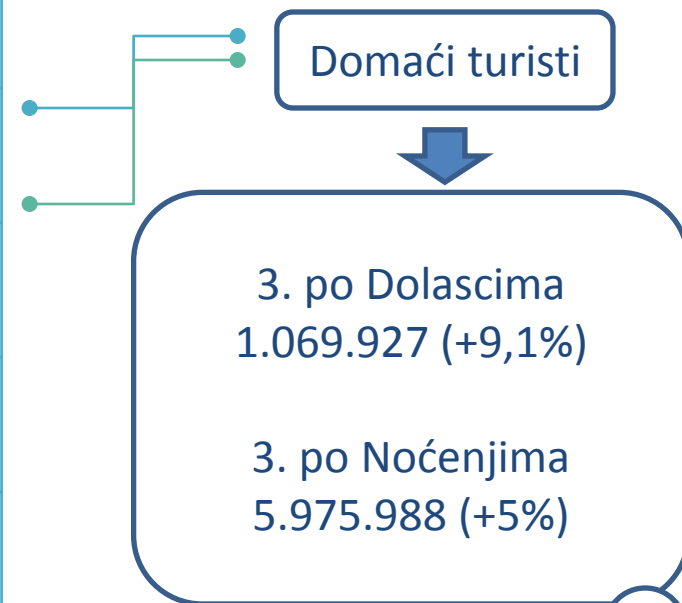 Domaći turisti
3. po Dolascima
1.069.927 (+9,1%)
3. po Noćenjima
5.975.988 (+5%)